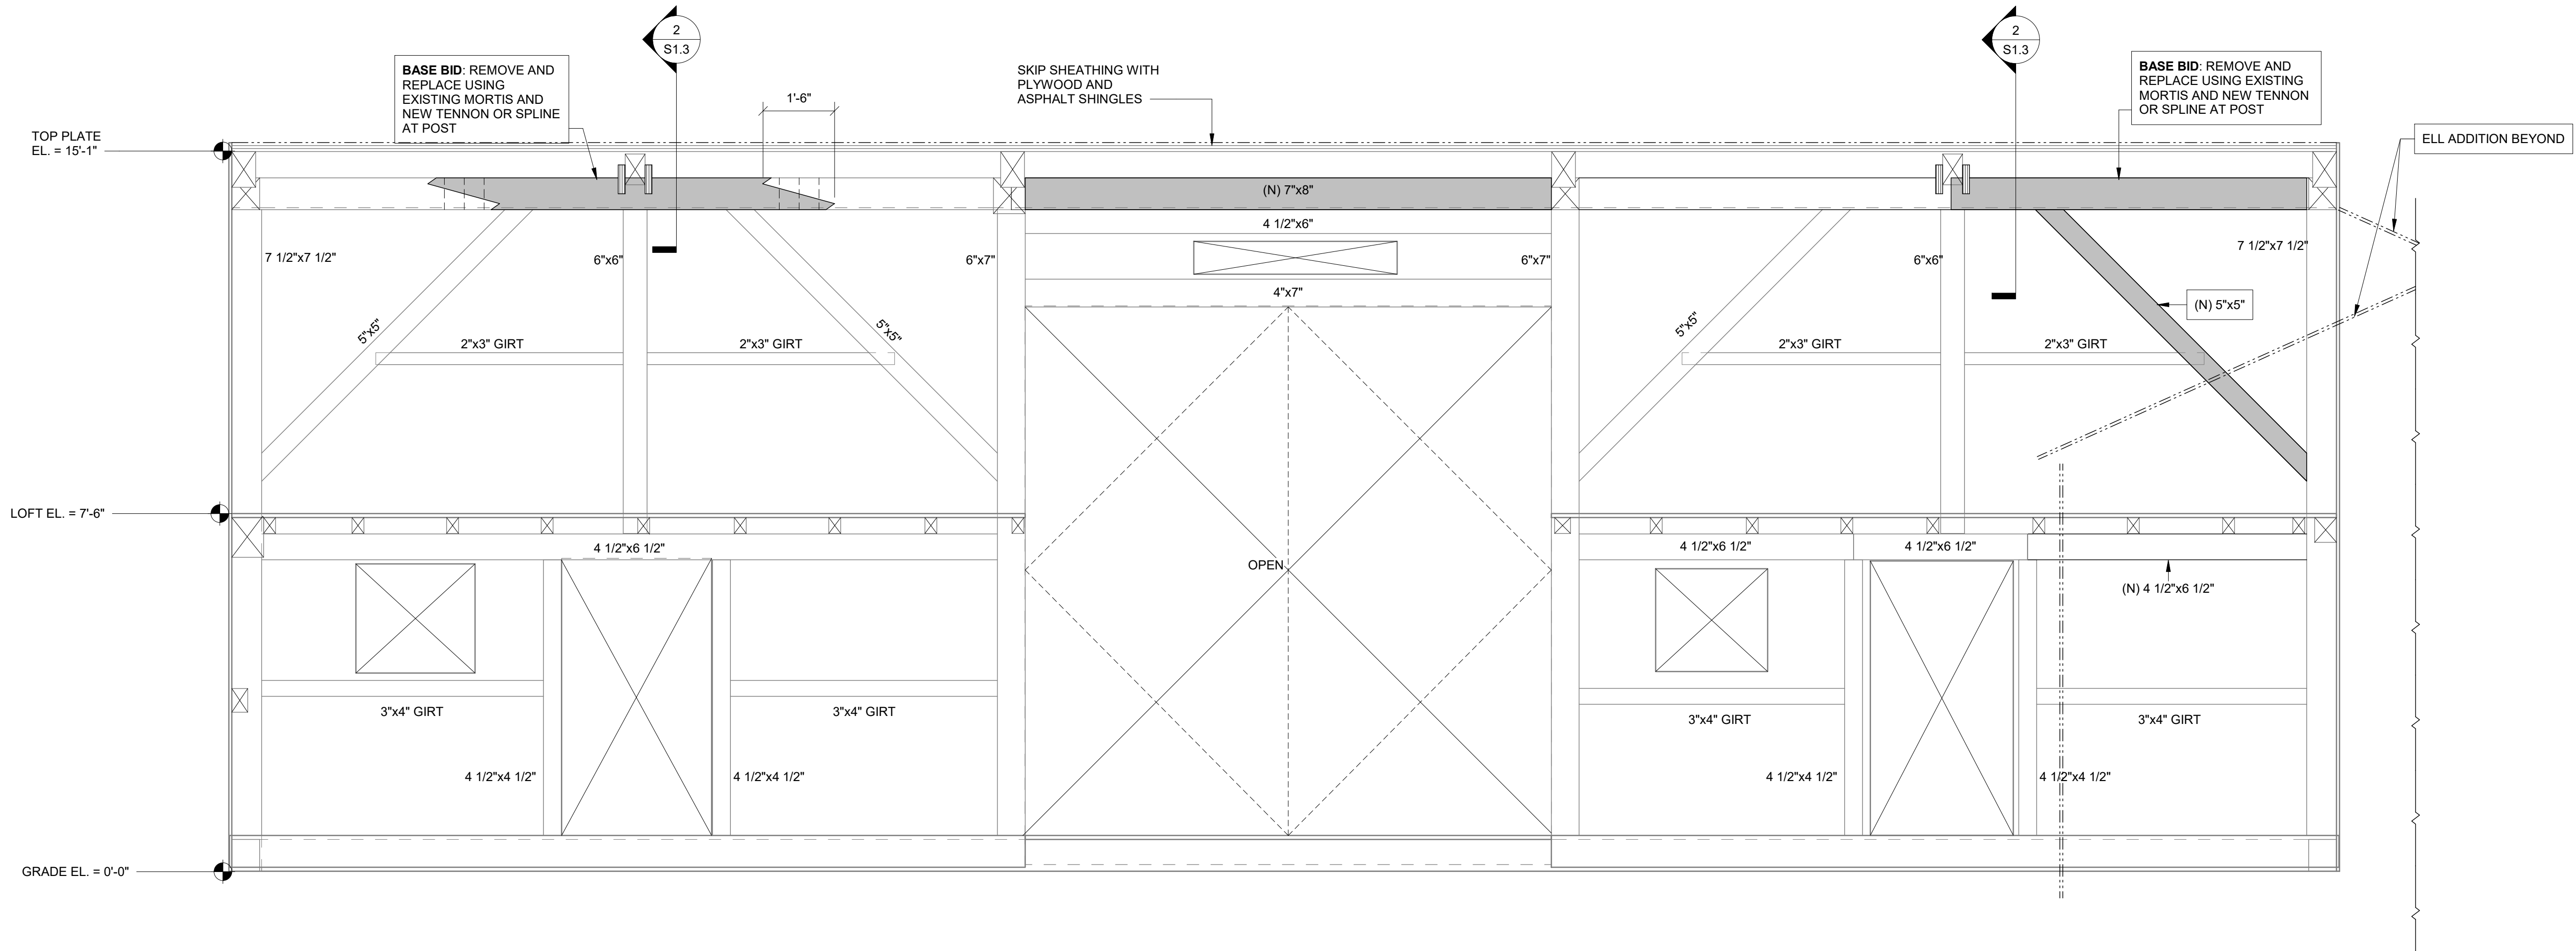 2
S1.3
2
S1.3
BASE BID: REMOVE AND
REPLACE USING
EXISTING MORTIS AND
NEW TENNON OR SPLINE
AT POST
1'-6"
SKIP SHEATHING WITH
PLYWOOD AND
ASPHALT SHINGLES
BASE BID: REMOVE AND
REPLACE USING EXISTING
MORTIS AND NEW TENNON
OR SPLINE AT POST
TOP PLATE
EL. = 15'-1"
ELL ADDITION BEYOND
(N) 7"x8"
4 1/2"x6"
7 1/2"x7 1/2"
6"x6"
6"x7"
6"x7"
6"x6"
7 1/2"x7 1/2"
4"x7"
(N) 5"x5"
5"x5"
5"x5"
5"x5"
2"x3" GIRT
2"x3" GIRT
2"x3" GIRT
2"x3" GIRT
LOFT EL. = 7'-6"
4 1/2"x6 1/2"
4 1/2"x6 1/2"
4 1/2"x6 1/2"
OPEN
(N) 4 1/2"x6 1/2"
3"x4" GIRT
3"x4" GIRT
3"x4" GIRT
3"x4" GIRT
4 1/2"x4 1/2"
4 1/2"x4 1/2"
4 1/2"x4 1/2"
4 1/2"x4 1/2"
GRADE EL. = 0'-0"